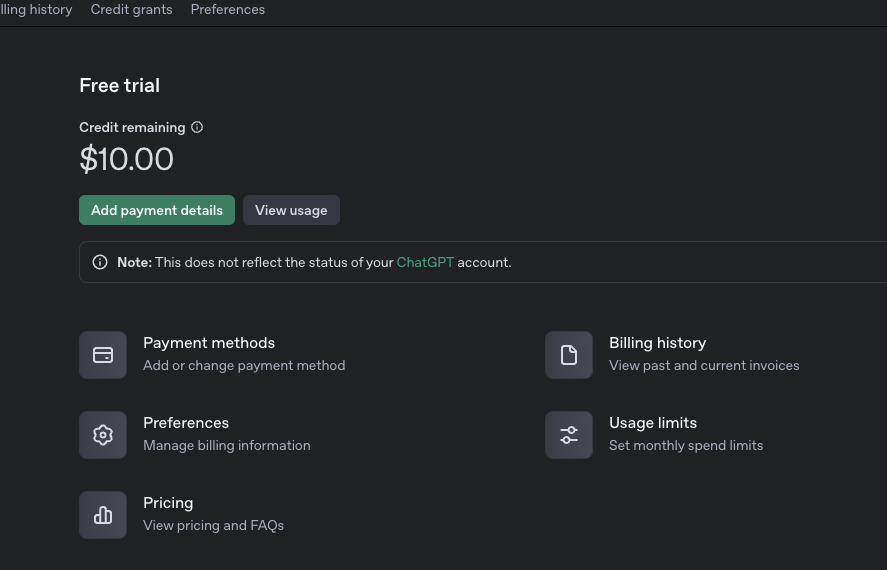 lling history Credit grants Preferences
Free trial
Credit remaining
$10.00
Add payment details View usage
Note: This does not reflect the status of your ChatGPT account.
Payment methods
Add or change payment method
Billing history
View past and current invoices
Preferences
Manage billing information
Usage limits
Set monthly spend limits
Pricing
View pricing and FAQs